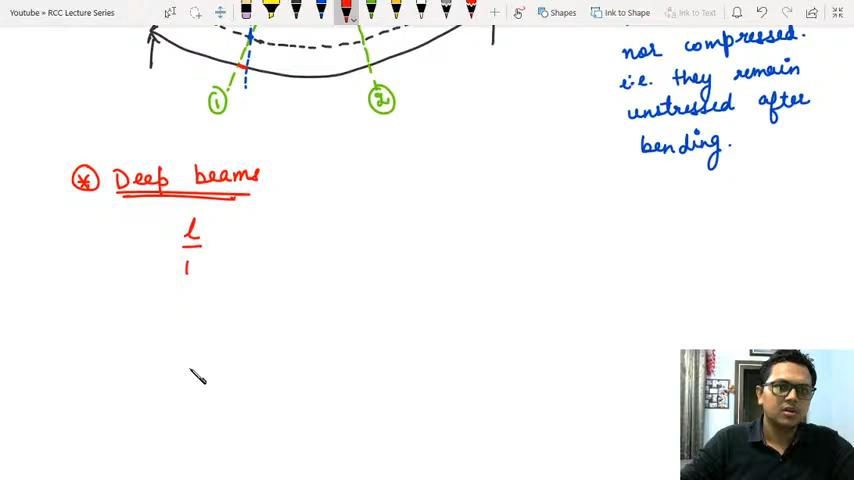 Youtube » RCC Lecture Series
Shapes
Ink to Shape
Ink to Text
nor compressed.
i.e. they remain
unstressed after
bending.
1
2
* Deep beams
l